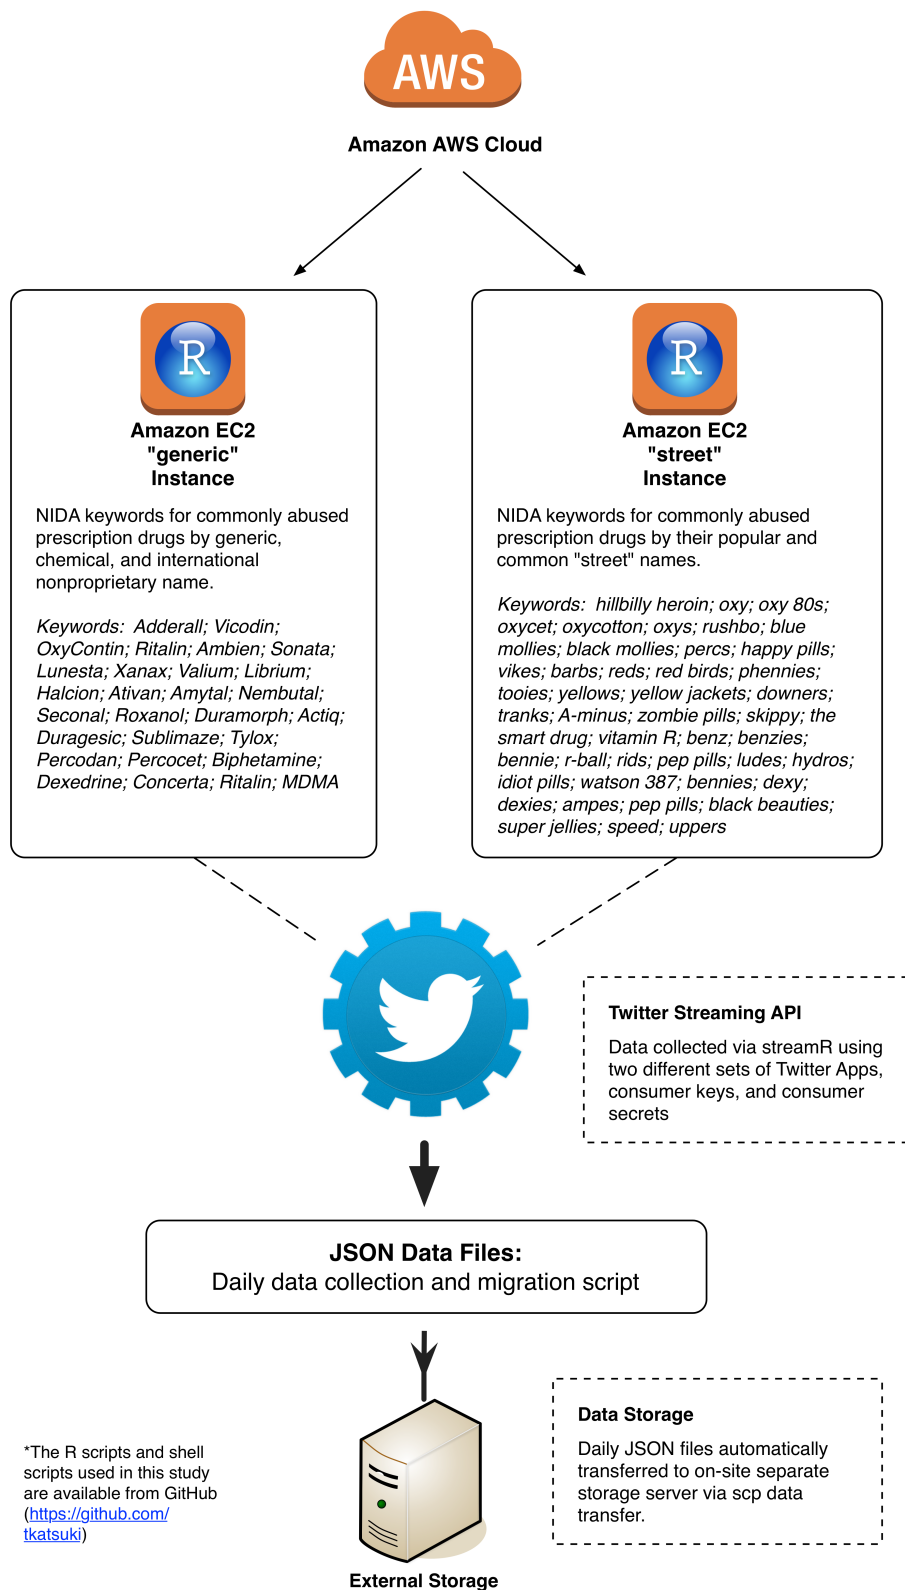 AWS
Amazon AWS Cloud
R
Amazon EC2
"generic"
Instance
NIDA keywords for commonly abused
prescription drugs by generic,
chemical, and international
nonproprietary name.
Keywords:  Adderall; Vicodin;
OxyContin; Ritalin; Ambien; Sonata;
Lunesta; Xanax; Valium; Librium;
Halcion; Ativan; Amytal; Nembutal;
Seconal; Roxanol; Duramorph; Actiq;
Duragesic; Sublimaze; Tylox;
Percodan; Percocet; Biphetamine;
Dexedrine; Concerta; Ritalin; MDMA
R
Amazon EC2
"street"
Instance
NIDA keywords for commonly abused
prescription drugs by their popular and
common "street" names.
Keywords:  hillbilly heroin; oxy; oxy 80s;
oxycet; oxycotton; oxys; rushbo; blue
mollies; black mollies; percs; happy pills;
vikes; barbs; reds; red birds; phennies;
tooies; yellows; yellow jackets; downers;
tranks; A-minus; zombie pills; skippy; the
smart drug; vitamin R; benz; benzies;
bennie; r-ball; rids; pep pills; ludes; hydros;
idiot pills; watson 387; bennies; dexy;
dexies; ampes; pep pills; black beauties;
super jellies; speed; uppers
Twitter Streaming API
Data collected via streamR using
two different sets of Twitter Apps,
consumer keys, and consumer
secrets
JSON Data Files:
Daily data collection and migration script
Data Storage
Daily JSON files automatically
transferred to on-site separate
storage server via scp data
transfer.
*The R scripts and shell
scripts used in this study
are available from GitHub
(https://github.com/
tkatsuki)
External Storage